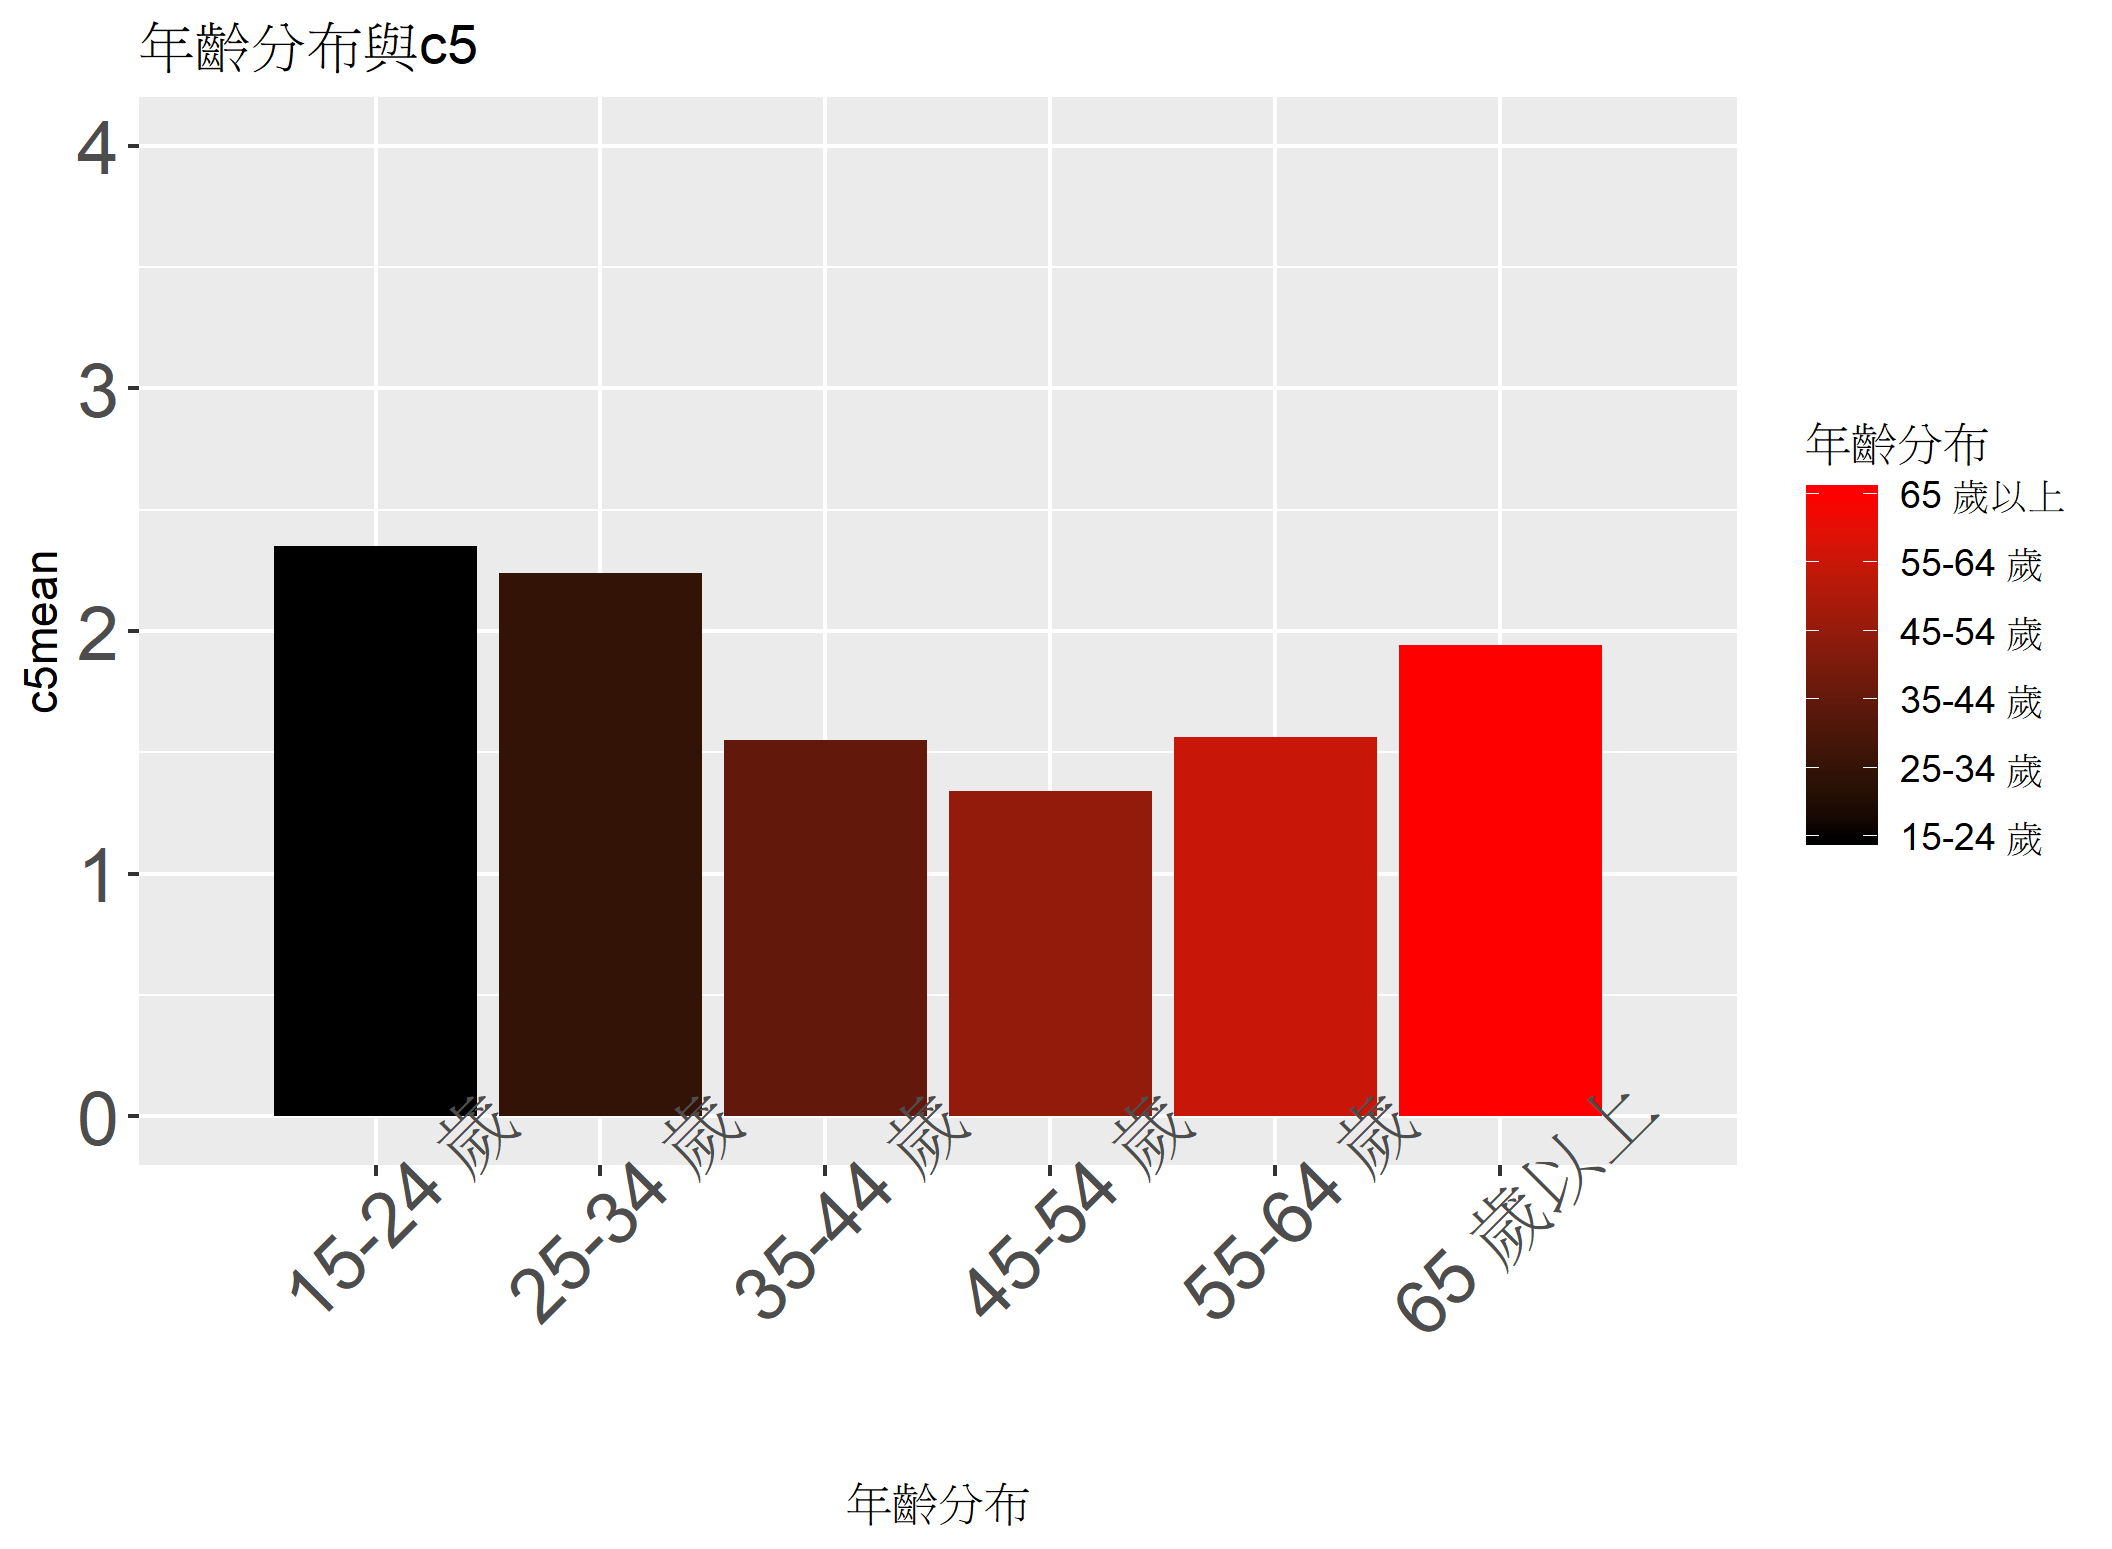 年齡分布與c5
c5mean
4
3
2
1
0
15-24 歲
25-34 歲
35-44 歲
45-54 歲
55-64 歲
65 歲以上
年齡分布
年齡分布
65 歲以上
55-64 歲
45-54 歲
35-44 歲
25-34 歲
15-24 歲